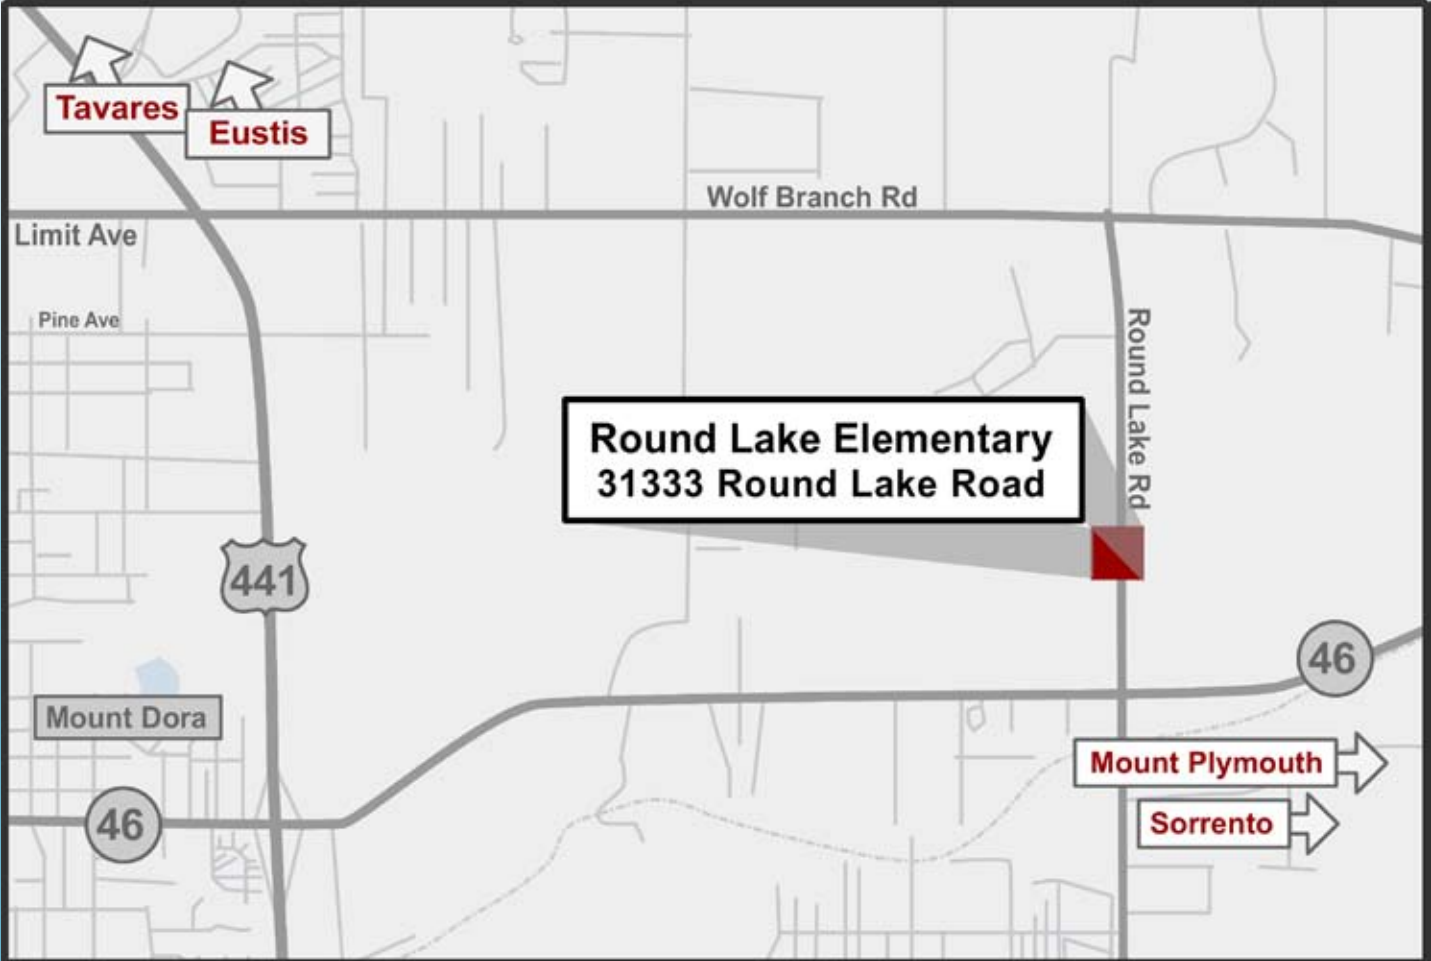 Tavares
Eustis
Wolf Branch Rd
Limit Ave
Pine Ave
Round Lake Rd
Round Lake Elementary
31333 Round Lake Road
441
46
Mount Dora
Mount Plymouth
46
Sorrento